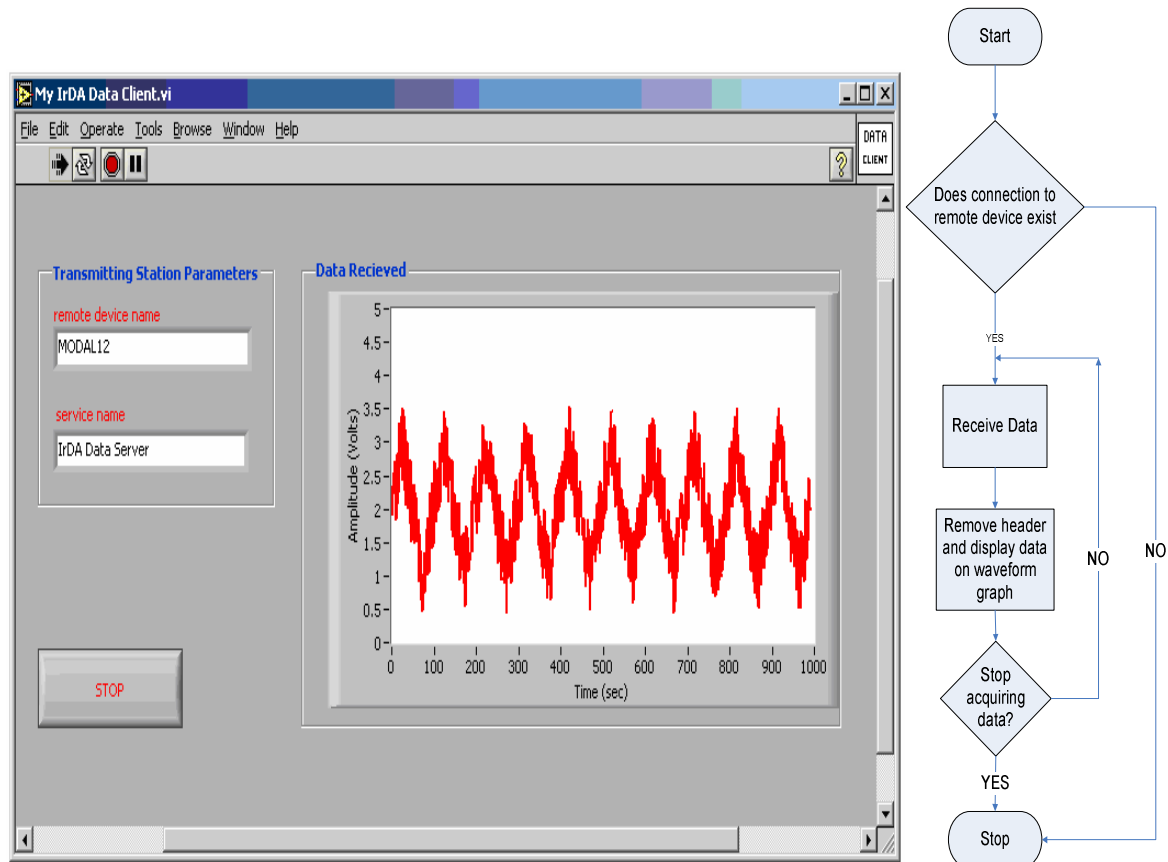 My IrDA Data Client.vi
File Edit Operate Tools Browse Window Help
DATA
CLIENT
?
Transmitting Station Parameters
remote device name
MODAL12
service name
IrDA Data Server
STOP
Data Recieved
Amplitude (Volts)
5
4.5
4
3.5
3
2.5
2
1.5
1
0.5
0
0 100 200 300 400 500 600 700 800 900 1000
Time (sec)
Start
Does connection to
remote device exist
YES
Receive Data
Remove header
and display data
on waveform
graph
NO
NO
Stop
acquiring
data?
YES
Stop